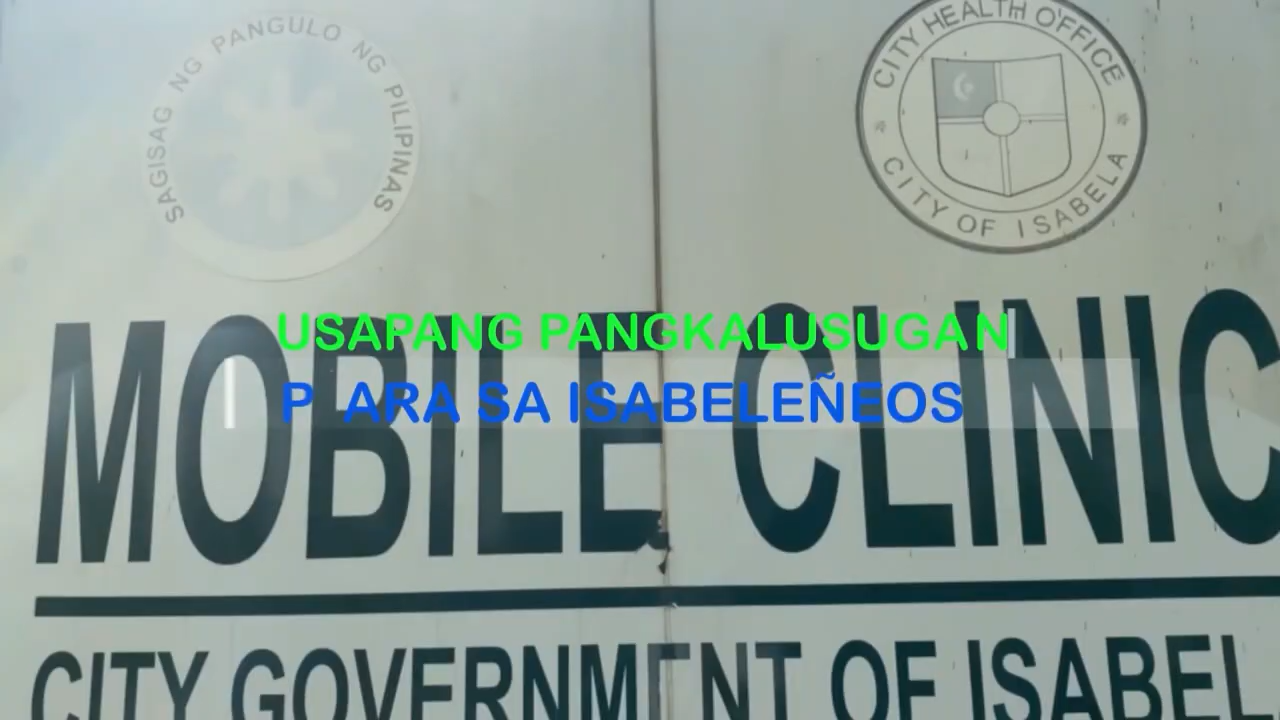 SAGISAG NG PANGULO NG PILIPINAS
CITY HEALTH OFFICE
CITY OF ISABELA
USAPANG PANGKALUSUGAN
P ARA SA ISABELEÑEOS
MOBILE CLINIC
CITY GOVERNMENT OF ISABEL